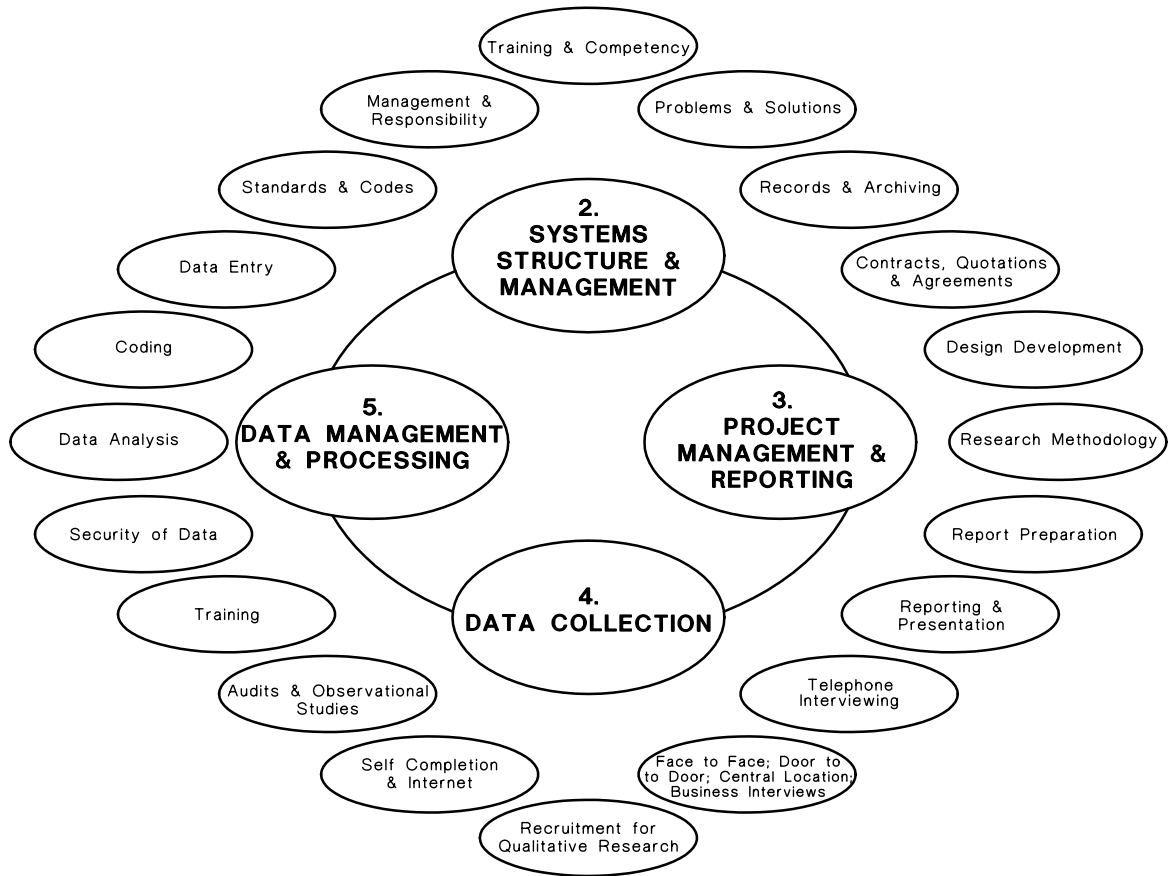 Training & Competency
Management &
Responsibility
Problems & Solutions
Standards & Codes
Records & Archiving
2.
SYSTEMS
STRUCTURE &
MANAGEMENT
Data Entry
Contracts, Quotations
& Agreements
Coding
Design Development
5.
DATA MANAGEMENT
& PROCESSING
3.
PROJECT
MANAGEMENT &
REPORTING
Data Analysis
Research Methodology
Security of Data
Report Preparation
4.
DATA COLLECTION
Training
Reporting &
Presentation
Audits & Observational
Studies
Telephone
Interviewing
Self Completion
& Internet
Face to Face; Door to
to Door; Central Location;
Business Interviews
Recruitment for
Qualitative Research